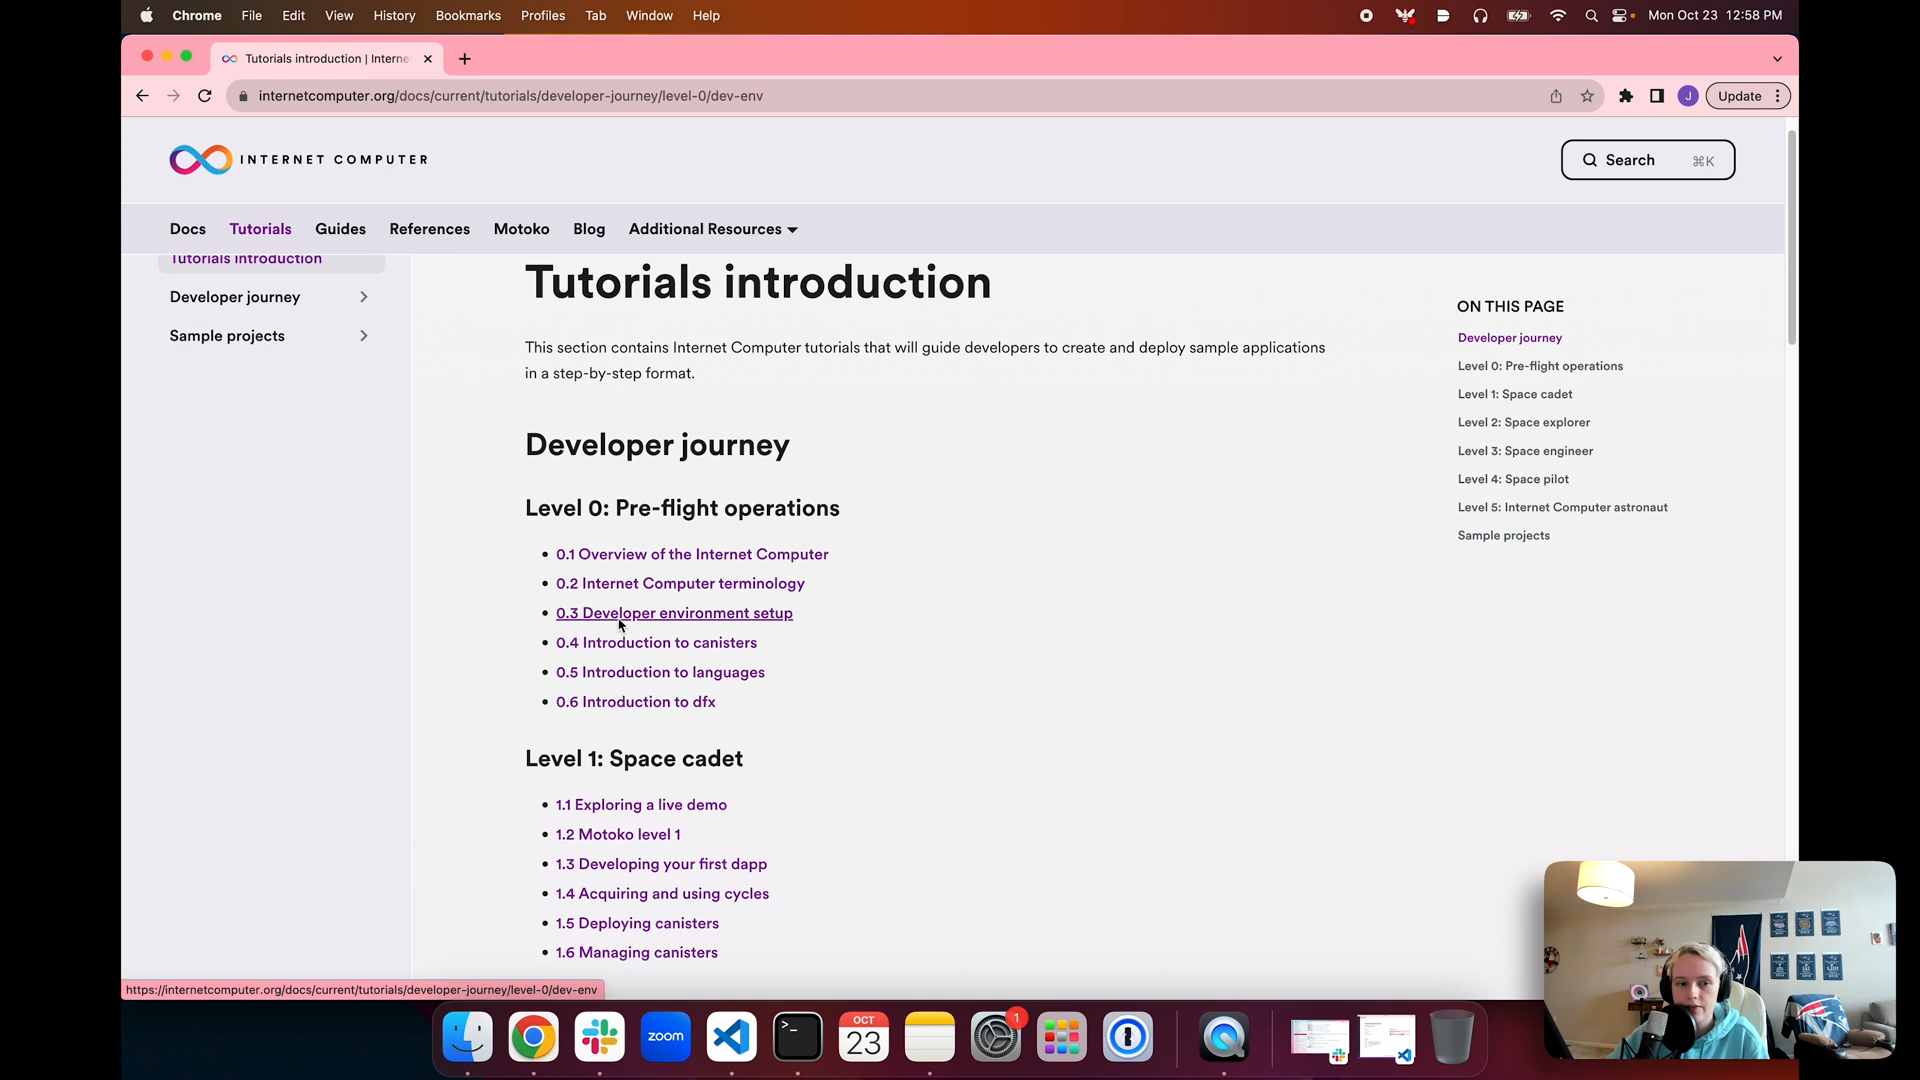 Chrome File Edit View History Bookmarks Profiles Tab Window Help Mon Oct 23 12:58 PM
Tutorials introduction | Interne
internetcomputer.org/docs/current/tutorials/developer-journey/level-0/dev-env
J
Update
INTERNET COMPUTER
Search ⌘K
Docs Tutorials Guides References Motoko Blog Additional Resources
Tutorials introduction
Developer journey
Sample projects
Tutorials introduction
This section contains Internet Computer tutorials that will guide developers to create and deploy sample applications
in a step-by-step format.
Developer journey
Level 0: Pre-flight operations
0.1 Overview of the Internet Computer
0.2 Internet Computer terminology
0.3 Developer environment setup
0.4 Introduction to canisters
0.5 Introduction to languages
0.6 Introduction to dfx
Level 1: Space cadet
1.1 Exploring a live demo
1.2 Motoko level 1
1.3 Developing your first dapp
1.4 Acquiring and using cycles
1.5 Deploying canisters
1.6 Managing canisters
ON THIS PAGE
Developer journey
Level 0: Pre-flight operations
Level 1: Space cadet
Level 2: Space explorer
Level 3: Space engineer
Level 4: Space pilot
Level 5: Internet Computer astronaut
Sample projects
https://internetcomputer.org/docs/current/tutorials/developer-journey/level-0/dev-env
zoom
>_
OCT
23
1